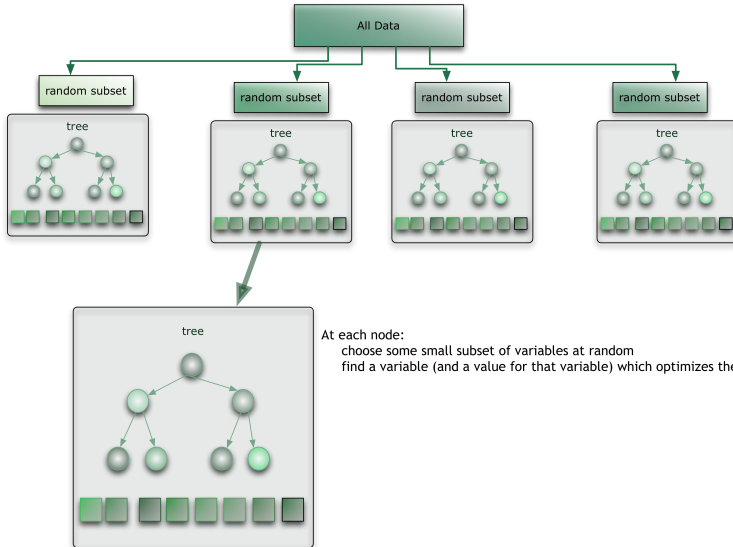 All Data
random subset
random subset
random subset
random subset
tree
tree
tree
tree
tree
At each node:
choose some small subset of variables at random
find a variable (and a value for that variable) which optimizes the